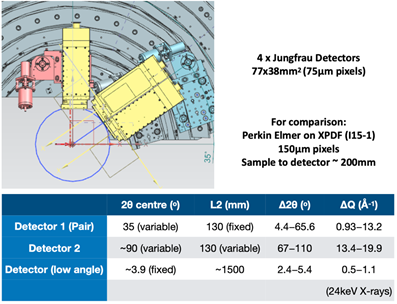 4 x Jungfrau Detectors
77x38mm² (75µm pixels)
For comparison:
Perkin Elmer on XPDF (I15-1)
150µm pixels
Sample to detector ~ 200mm
35°
2θ centre (º) L2 (mm) Δ2θ (º) ΔQ (Å-¹)
Detector 1 (Pair) 35 (variable) 130 (fixed) 4.4–65.6 0.93–13.2
Detector 2 ~90 (variable) 130 (variable) 67–110 13.4–19.9
Detector (low angle) ~3.9 (fixed) ~1500 2.4–5.4 0.5–1.1
(24keV X-rays)